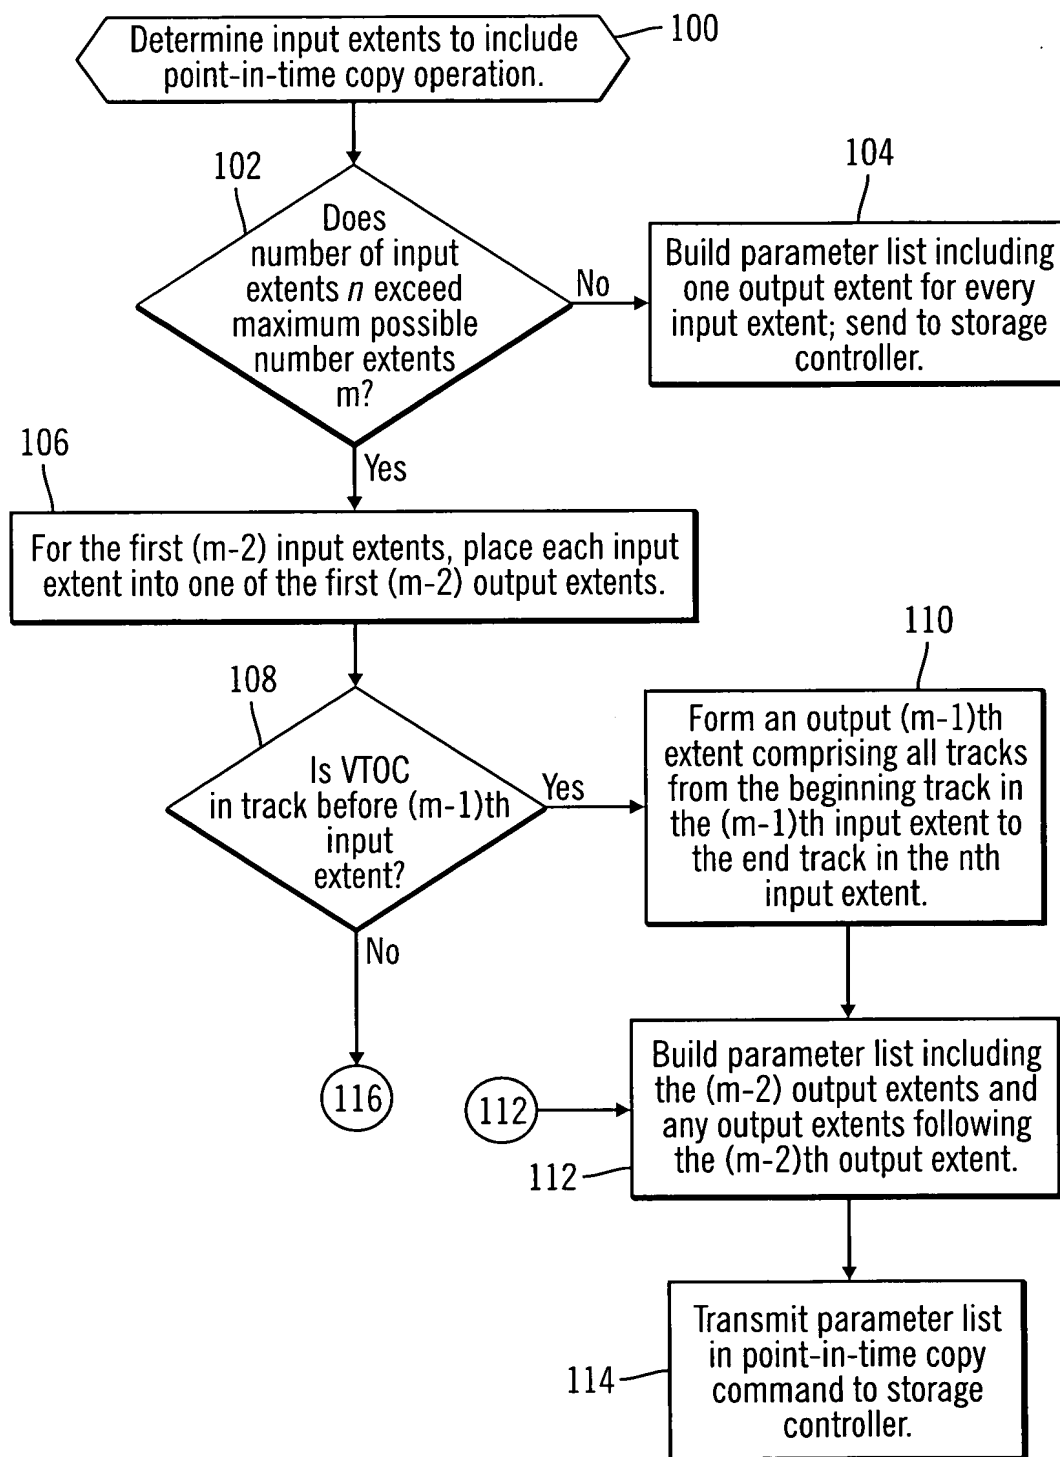 Determine input extents to include
point-in-time copy operation.
100
102
Does
number of input
extents n exceed
maximum possible
number extents
m?
No
104
Build parameter list including
one output extent for every
input extent; send to storage
controller.
Yes
106
For the first (m-2) input extents, place each input
extent into one of the first (m-2) output extents.
108
Is VTOC
in track before (m-1)th
input
extent?
Yes
110
Form an output (m-1)th
extent comprising all tracks
from the beginning track in
the (m-1)th input extent to
the end track in the nth
input extent.
No
116
112
Build parameter list including
the (m-2) output extents and
any output extents following
the (m-2)th output extent.
112
Transmit parameter list
in point-in-time copy
command to storage
controller.
114